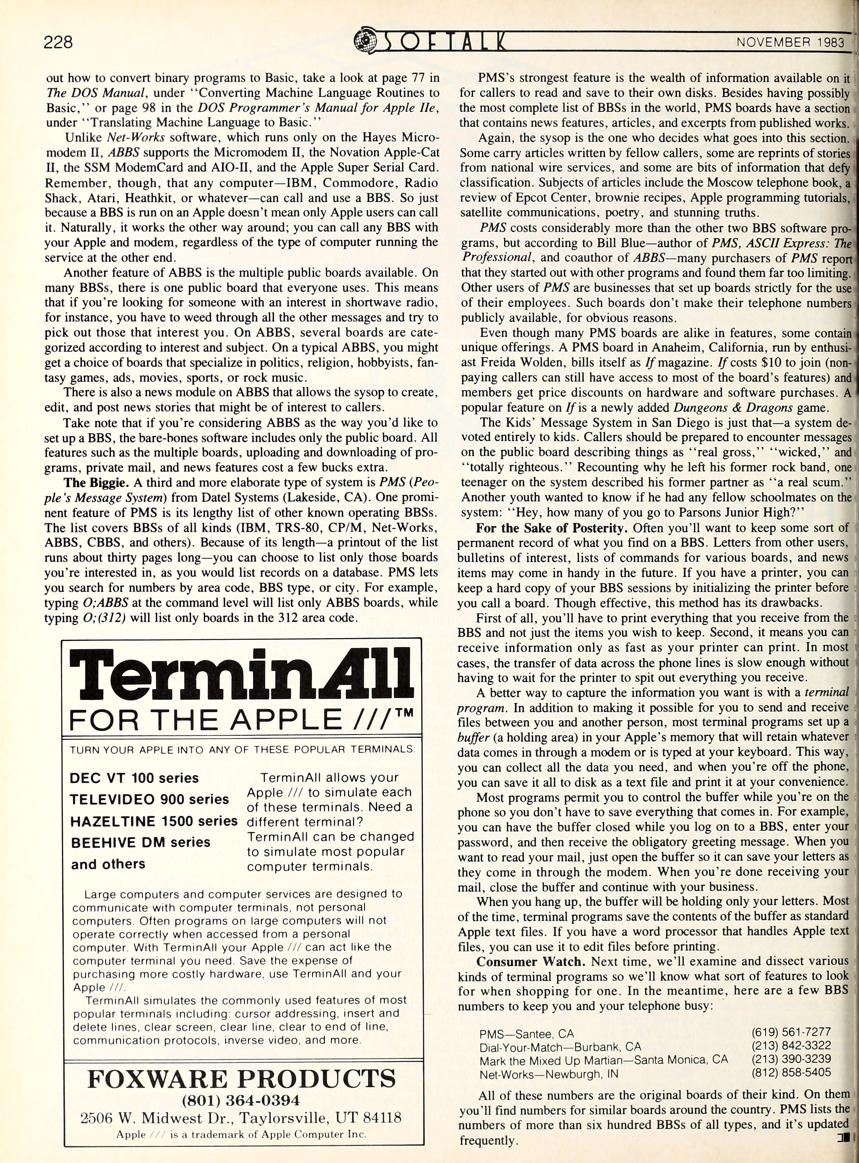 228
SOFTALK
NOVEMBER 1983
out how to convert binary programs to Basic, take a look at page 77 in
The DOS Manual, under "Converting Machine Language Routines to
Basic," or page 98 in the DOS Programmer's Manual for Apple IIe,
under "Translating Machine Language to Basic."
Unlike Net-Works software, which runs only on the Hayes Micro-
modem II, ABBS supports the Micromodem II, the Novation Apple-Cat
II, the SSM ModemCard and AIO-II, and the Apple Super Serial Card.
Remember, though, that any computer—IBM, Commodore, Radio
Shack, Atari, Heathkit, or whatever—can call and use a BBS. So just
because a BBS is run on an Apple doesn't mean only Apple users can call
it. Naturally, it works the other way around; you can call any BBS with
your Apple and modem, regardless of the type of computer running the
service at the other end.
Another feature of ABBS is the multiple public boards available. On
many BBSs, there is one public board that everyone uses. This means
that if you're looking for someone with an interest in shortwave radio,
for instance, you have to weed through all the other messages and try to
pick out those that interest you. On ABBS, several boards are cate-
gorized according to interest and subject. On a typical ABBS, you might
get a choice of boards that specialize in politics, religion, hobbyists, fan-
tasy games, ads, movies, sports, or rock music.
There is also a news module on ABBS that allows the sysop to create,
edit, and post news stories that might be of interest to callers.
Take note that if you're considering ABBS as the way you'd like to
set up a BBS, the bare-bones software includes only the public board. All
features such as the multiple boards, uploading and downloading of pro-
grams, private mail, and news features cost a few bucks extra.
The Biggie. A third and more elaborate type of system is PMS (Peo-
ple's Message System) from Datel Systems (Lakeside, CA). One promi-
nent feature of PMS is its lengthy list of other known operating BBSs.
The list covers BBSs of all kinds (IBM, TRS-80, CP/M, Net-Works,
ABBS, CBBS, and others). Because of its length—a printout of the list
runs about thirty pages long—you can choose to list only those boards
you're interested in, as you would list records on a database. PMS lets
you search for numbers by area code, BBS type, or city. For example,
typing O;ABBS at the command level will list only ABBS boards, while
typing O;(312) will list only boards in the 312 area code.
TerminAll
FOR THE APPLE ///™
TURN YOUR APPLE INTO ANY OF THESE POPULAR TERMINALS:
DEC VT 100 series
TELEVIDEO 900 series
HAZELTINE 1500 series
BEEHIVE DM series
and others
TerminAll allows your
Apple /// to simulate each
of these terminals. Need a
different terminal?
TerminAll can be changed
to simulate most popular
computer terminals.
Large computers and computer services are designed to
communicate with computer terminals, not personal
computers. Often programs on large computers will not
operate correctly when accessed from a personal
computer. With TerminAll your Apple /// can act like the
computer terminal you need. Save the expense of
purchasing more costly hardware, use TerminAll and your
Apple ///.
TerminAll simulates the commonly used features of most
popular terminals including: cursor addressing, insert and
delete lines, clear screen, clear line, clear to end of line,
communication protocols, inverse video, and more.
FOXWARE PRODUCTS
(801) 364-0394
2506 W. Midwest Dr., Taylorsville, UT 84118
Apple /// is a trademark of Apple Computer Inc.
PMS's strongest feature is the wealth of information available on it
for callers to read and save to their own disks. Besides having possibly
the most complete list of BBSs in the world, PMS boards have a section
that contains news features, articles, and excerpts from published works.
Again, the sysop is the one who decides what goes into this section.
Some carry articles written by fellow callers, some are reprints of stories
from national wire services, and some are bits of information that defy
classification. Subjects of articles include the Moscow telephone book, a
review of Epcot Center, brownie recipes, Apple programming tutorials,
satellite communications, poetry, and stunning truths.
PMS costs considerably more than the other two BBS software pro-
grams, but according to Bill Blue—author of PMS, ASCII Express: The
Professional, and coauthor of ABBS—many purchasers of PMS report
that they started out with other programs and found them far too limiting.
Other users of PMS are businesses that set up boards strictly for the use
of their employees. Such boards don't make their telephone numbers
publicly available, for obvious reasons.
Even though many PMS boards are alike in features, some contain
unique offerings. A PMS board in Anaheim, California, run by enthusi-
ast Freida Wolden, bills itself as If magazine. If costs $10 to join (non-
paying callers can still have access to most of the board's features) and
members get price discounts on hardware and software purchases. A
popular feature on If is a newly added Dungeons & Dragons game.
The Kids' Message System in San Diego is just that—a system de-
voted entirely to kids. Callers should be prepared to encounter messages
on the public board describing things as "real gross," "wicked," and
"totally righteous." Recounting why he left his former rock band, one
teenager on the system described his former partner as "a real scum."
Another youth wanted to know if he had any fellow schoolmates on the
system: "Hey, how many of you go to Parsons Junior High?"
For the Sake of Posterity. Often you'll want to keep some sort of
permanent record of what you find on a BBS. Letters from other users,
bulletins of interest, lists of commands for various boards, and news
items may come in handy in the future. If you have a printer, you can
keep a hard copy of your BBS sessions by initializing the printer before
you call a board. Though effective, this method has its drawbacks.
First of all, you'll have to print everything that you receive from the
BBS and not just the items you wish to keep. Second, it means you can
receive information only as fast as your printer can print. In most
cases, the transfer of data across the phone lines is slow enough without
having to wait for the printer to spit out everything you receive.
A better way to capture the information you want is with a terminal
program. In addition to making it possible for you to send and receive
files between you and another person, most terminal programs set up a
buffer (a holding area) in your Apple's memory that will retain whatever
data comes in through a modem or is typed at your keyboard. This way,
you can collect all the data you need, and when you're off the phone,
you can save it all to disk as a text file and print it at your convenience.
Most programs permit you to control the buffer while you're on the
phone so you don't have to save everything that comes in. For example,
you can have the buffer closed while you log on to a BBS, enter your
password, and then receive the obligatory greeting message. When you
want to read your mail, just open the buffer so it can save your letters as
they come in through the modem. When you're done receiving your
mail, close the buffer and continue with your business.
When you hang up, the buffer will be holding only your letters. Most
of the time, terminal programs save the contents of the buffer as standard
Apple text files. If you have a word processor that handles Apple text
files, you can use it to edit files before printing.
Consumer Watch. Next time, we'll examine and dissect various
kinds of terminal programs so we'll know what sort of features to look
for when shopping for one. In the meantime, here are a few BBS
numbers to keep you and your telephone busy:
PMS—Santee, CA (619) 561-7277
Dial-Your-Match—Burbank, CA (213) 842-3322
Mark the Mixed Up Martian—Santa Monica, CA (213) 390-3239
Net-Works—Newburgh, IN (812) 858-5405
All of these numbers are the original boards of their kind. On them
you'll find numbers for similar boards around the country. PMS lists the
numbers of more than six hundred BBSs of all types, and it's updated
frequently.